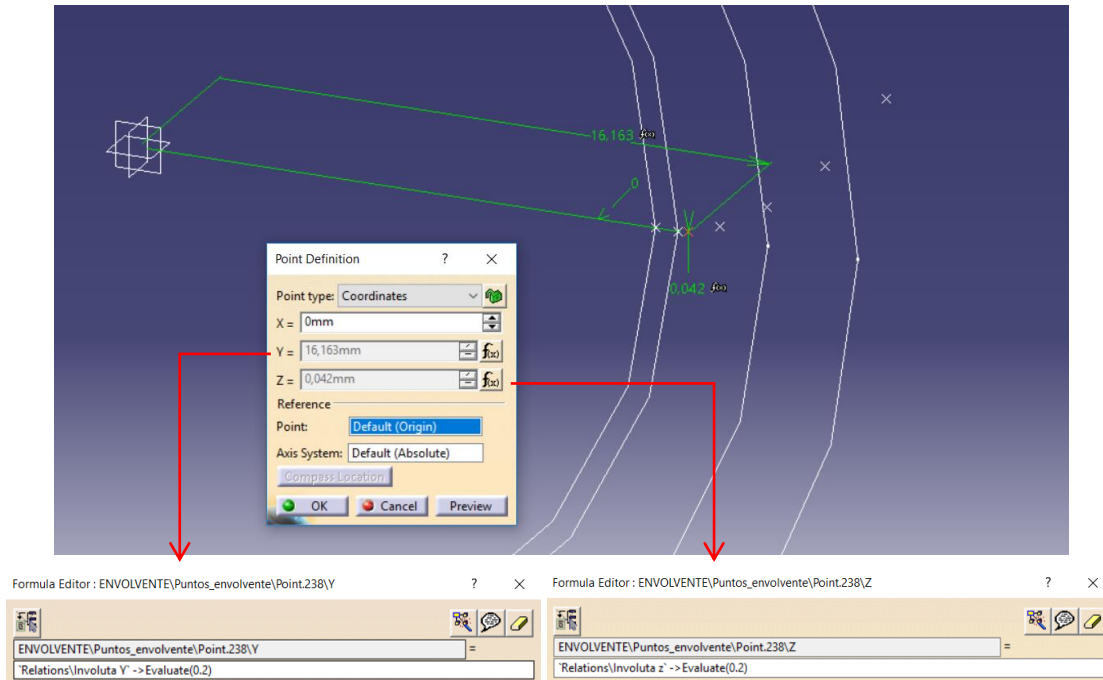 16,163 f(x)
0
0,042 f(x)
Point Definition ? ×
Point type: Coordinates
X = 0mm
Y = 16,163mm f(x)
Z = 0,042mm f(x)
Reference
Point: Default (Origin)
Axis System: Default (Absolute)
Compass Location
OK Cancel Preview
Formula Editor : ENVOLVENTE\Puntos_envolvente\Point.238\Y ? ×
ENVOLVENTE\Puntos_envolvente\Point.238\Y =
`Relations\Involuta Y` ->Evaluate(0.2)
Formula Editor : ENVOLVENTE\Puntos_envolvente\Point.238\Z ? ×
ENVOLVENTE\Puntos_envolvente\Point.238\Z =
`Relations\Involuta z` ->Evaluate(0.2)